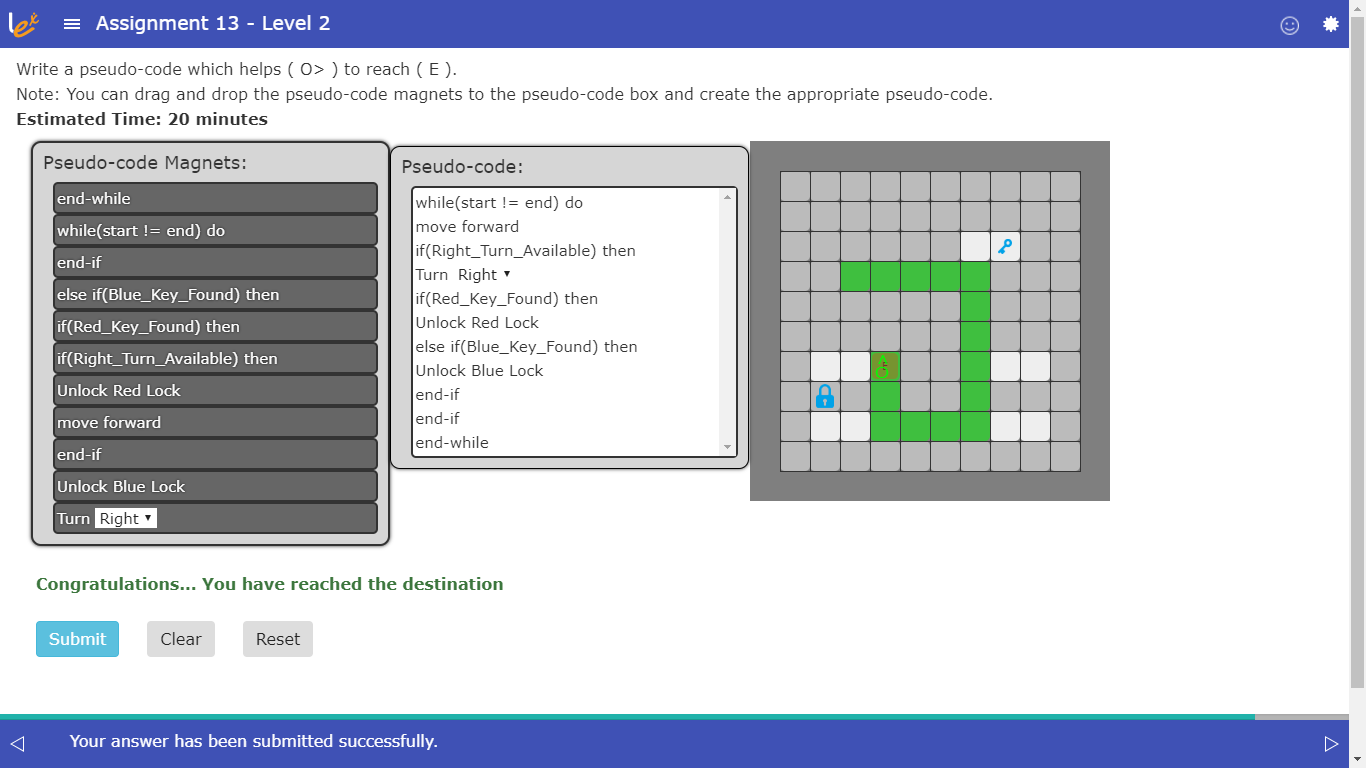 Lex
Assignment 13 - Level 2
Write a pseudo-code which helps ( O> ) to reach ( E ).
Note: You can drag and drop the pseudo-code magnets to the pseudo-code box and create the appropriate pseudo-code.
Estimated Time: 20 minutes
Pseudo-code Magnets:
end-while
while(start != end) do
end-if
else if(Blue_Key_Found) then
if(Red_Key_Found) then
if(Right_Turn_Available) then
Unlock Red Lock
move forward
end-if
Unlock Blue Lock
Turn Right
Pseudo-code:
while(start != end) do
move forward
if(Right_Turn_Available) then
Turn Right
if(Red_Key_Found) then
Unlock Red Lock
else if(Blue_Key_Found) then
Unlock Blue Lock
end-if
end-if
end-while
Congratulations... You have reached the destination
Submit Clear Reset
Your answer has been submitted successfully.